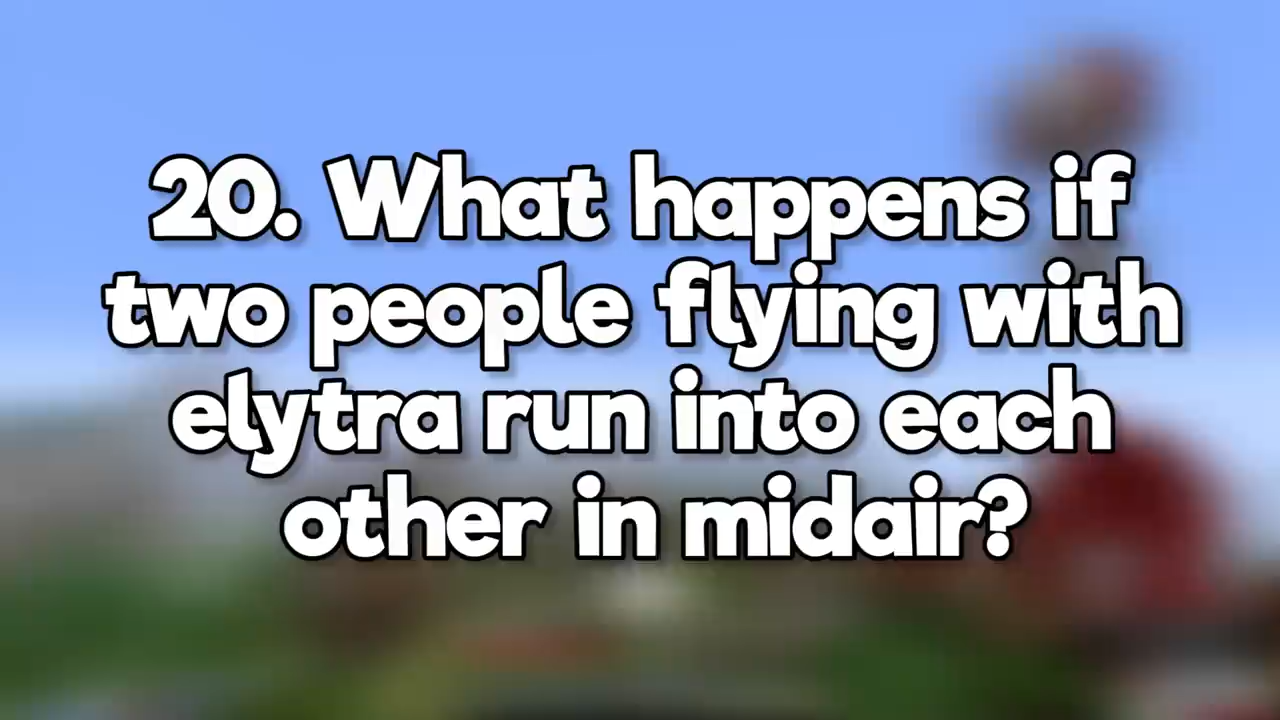 20. What happens if
two people flying with
elytra run into each
other in midair?